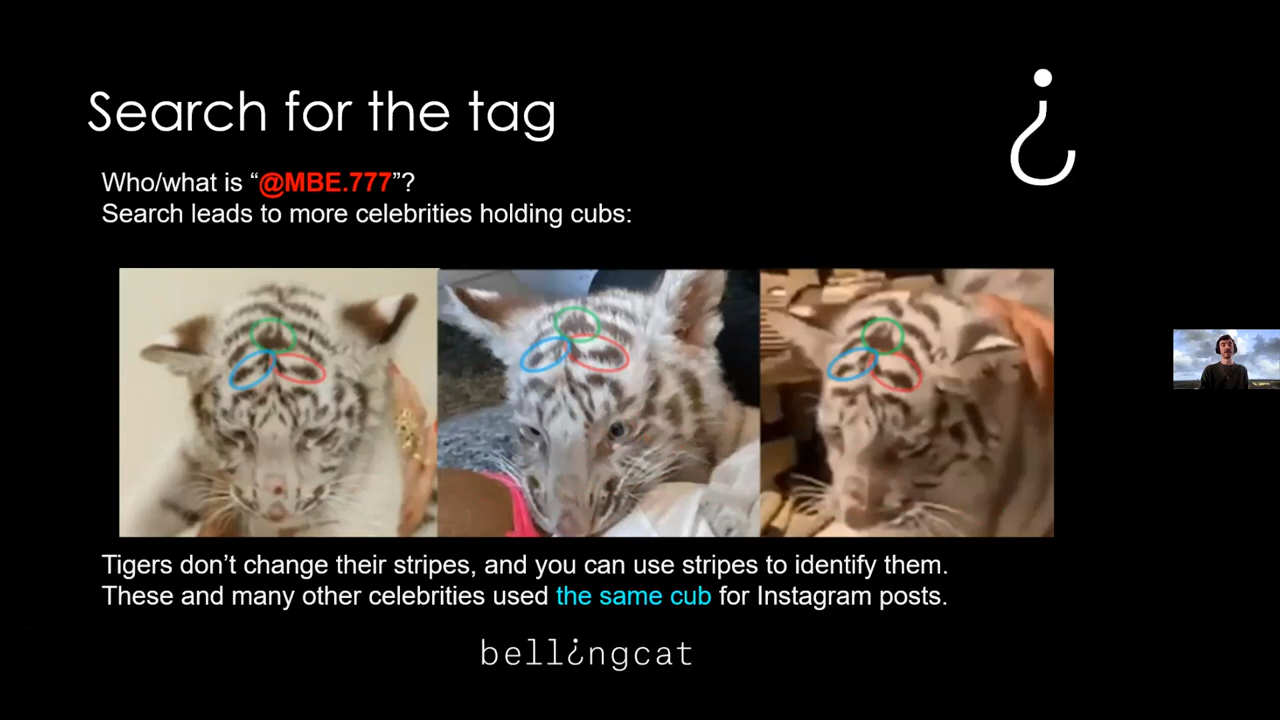 Search for the tag
Who/what is “@MBE.777”?
Search leads to more celebrities holding cubs:
Tigers don’t change their stripes, and you can use stripes to identify them.
These and many other celebrities used the same cub for Instagram posts.
bell¿ngcat